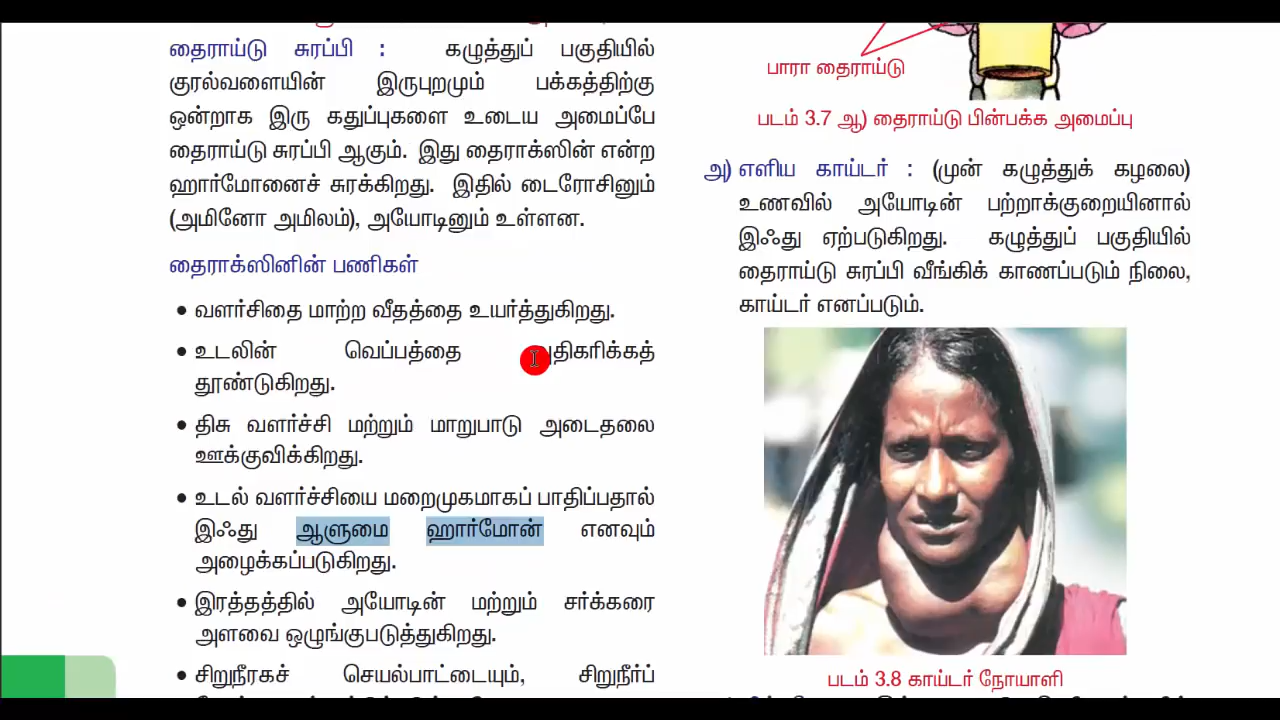 தைராய்டு சுரப்பி : கழுத்துப் பகுதியில்
குரல்வளையின் இருபுறமும் பக்கத்திற்கு
ஒன்றாக இரு கதுப்புகளை உடைய அமைப்பே
தைராய்டு சுரப்பி ஆகும். இது தைராக்ஸின் என்ற
ஹார்மோனைச் சுரக்கிறது. இதில் டைரோசினும்
(அமினோ அமிலம்), அயோடினும் உள்ளன.
தைராக்ஸினின் பணிகள்
• வளர்சிதை மாற்ற வீதத்தை உயர்த்துகிறது.
• உடலின் வெப்பத்தை அதிகரிக்கத்
தூண்டுகிறது.
• திசு வளர்ச்சி மற்றும் மாறுபாடு அடைதலை
ஊக்குவிக்கிறது.
• உடல் வளர்ச்சியை மறைமுகமாகப் பாதிப்பதால்
இஃது ஆளுமை ஹார்மோன் எனவும்
அழைக்கப்படுகிறது.
• இரத்தத்தில் அயோடின் மற்றும் சர்க்கரை
அளவை ஒழுங்குபடுத்துகிறது.
• சிறுநீரகச் செயல்பாட்டையும், சிறுநீர்ப்
பாரா தைராய்டு
படம் 3.7 ஆ) தைராய்டு பின்பக்க அமைப்பு
அ) எளிய காய்டர் : (முன் கழுத்துக் கழலை)
உணவில் அயோடின் பற்றாக்குறையினால்
இஃது ஏற்படுகிறது. கழுத்துப் பகுதியில்
தைராய்டு சுரப்பி வீங்கிக் காணப்படும் நிலை,
காய்டர் எனப்படும்.
படம் 3.8 காய்டர் நோயாளி